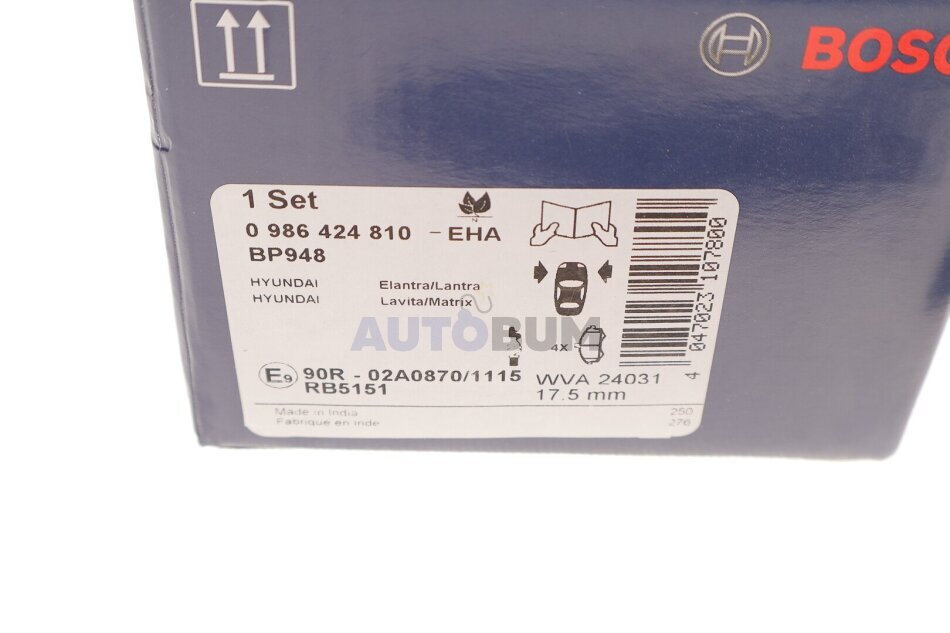 BOSC
1 Set
0 986 424 810 - EHA
BP948
HYUNDAI Elantra/Lantra
HYUNDAI Lavita/Matrix
AUTOBUM
4X
E9 90R - 02A0870/1115 WVA 24031
RB5151 17.5 mm
Made in India 250
Fabrique en Inde 276
4 047023 107800